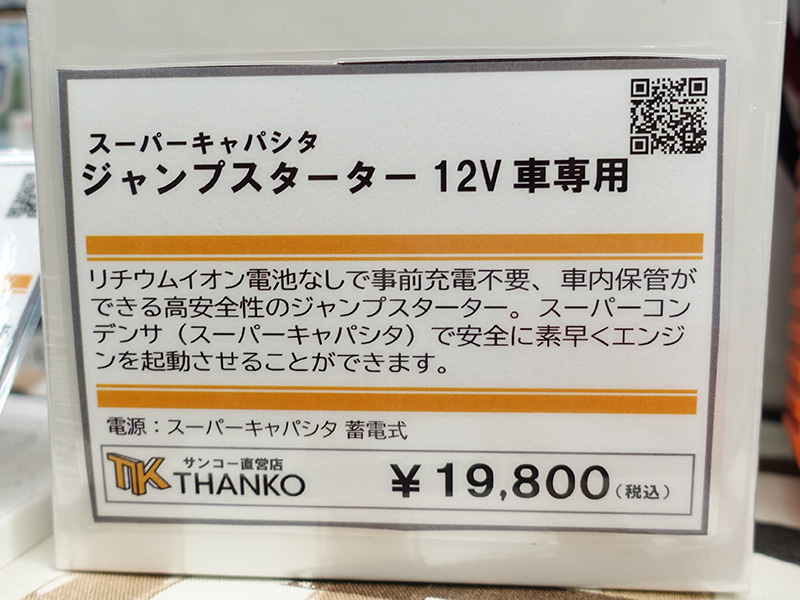 スーパーキャパシタ
ジャンプスターター 12V 車専用
リチウムイオン電池なしで事前充電不要、車内保管が
できる高安全性のジャンプスターター。スーパーコン
デンサ（スーパーキャパシタ）で安全に素早くエンジ
ンを起動させることができます。
電源：スーパーキャパシタ 蓄電式
サンコー直営店
TK THANKO ￥19,800（税込）